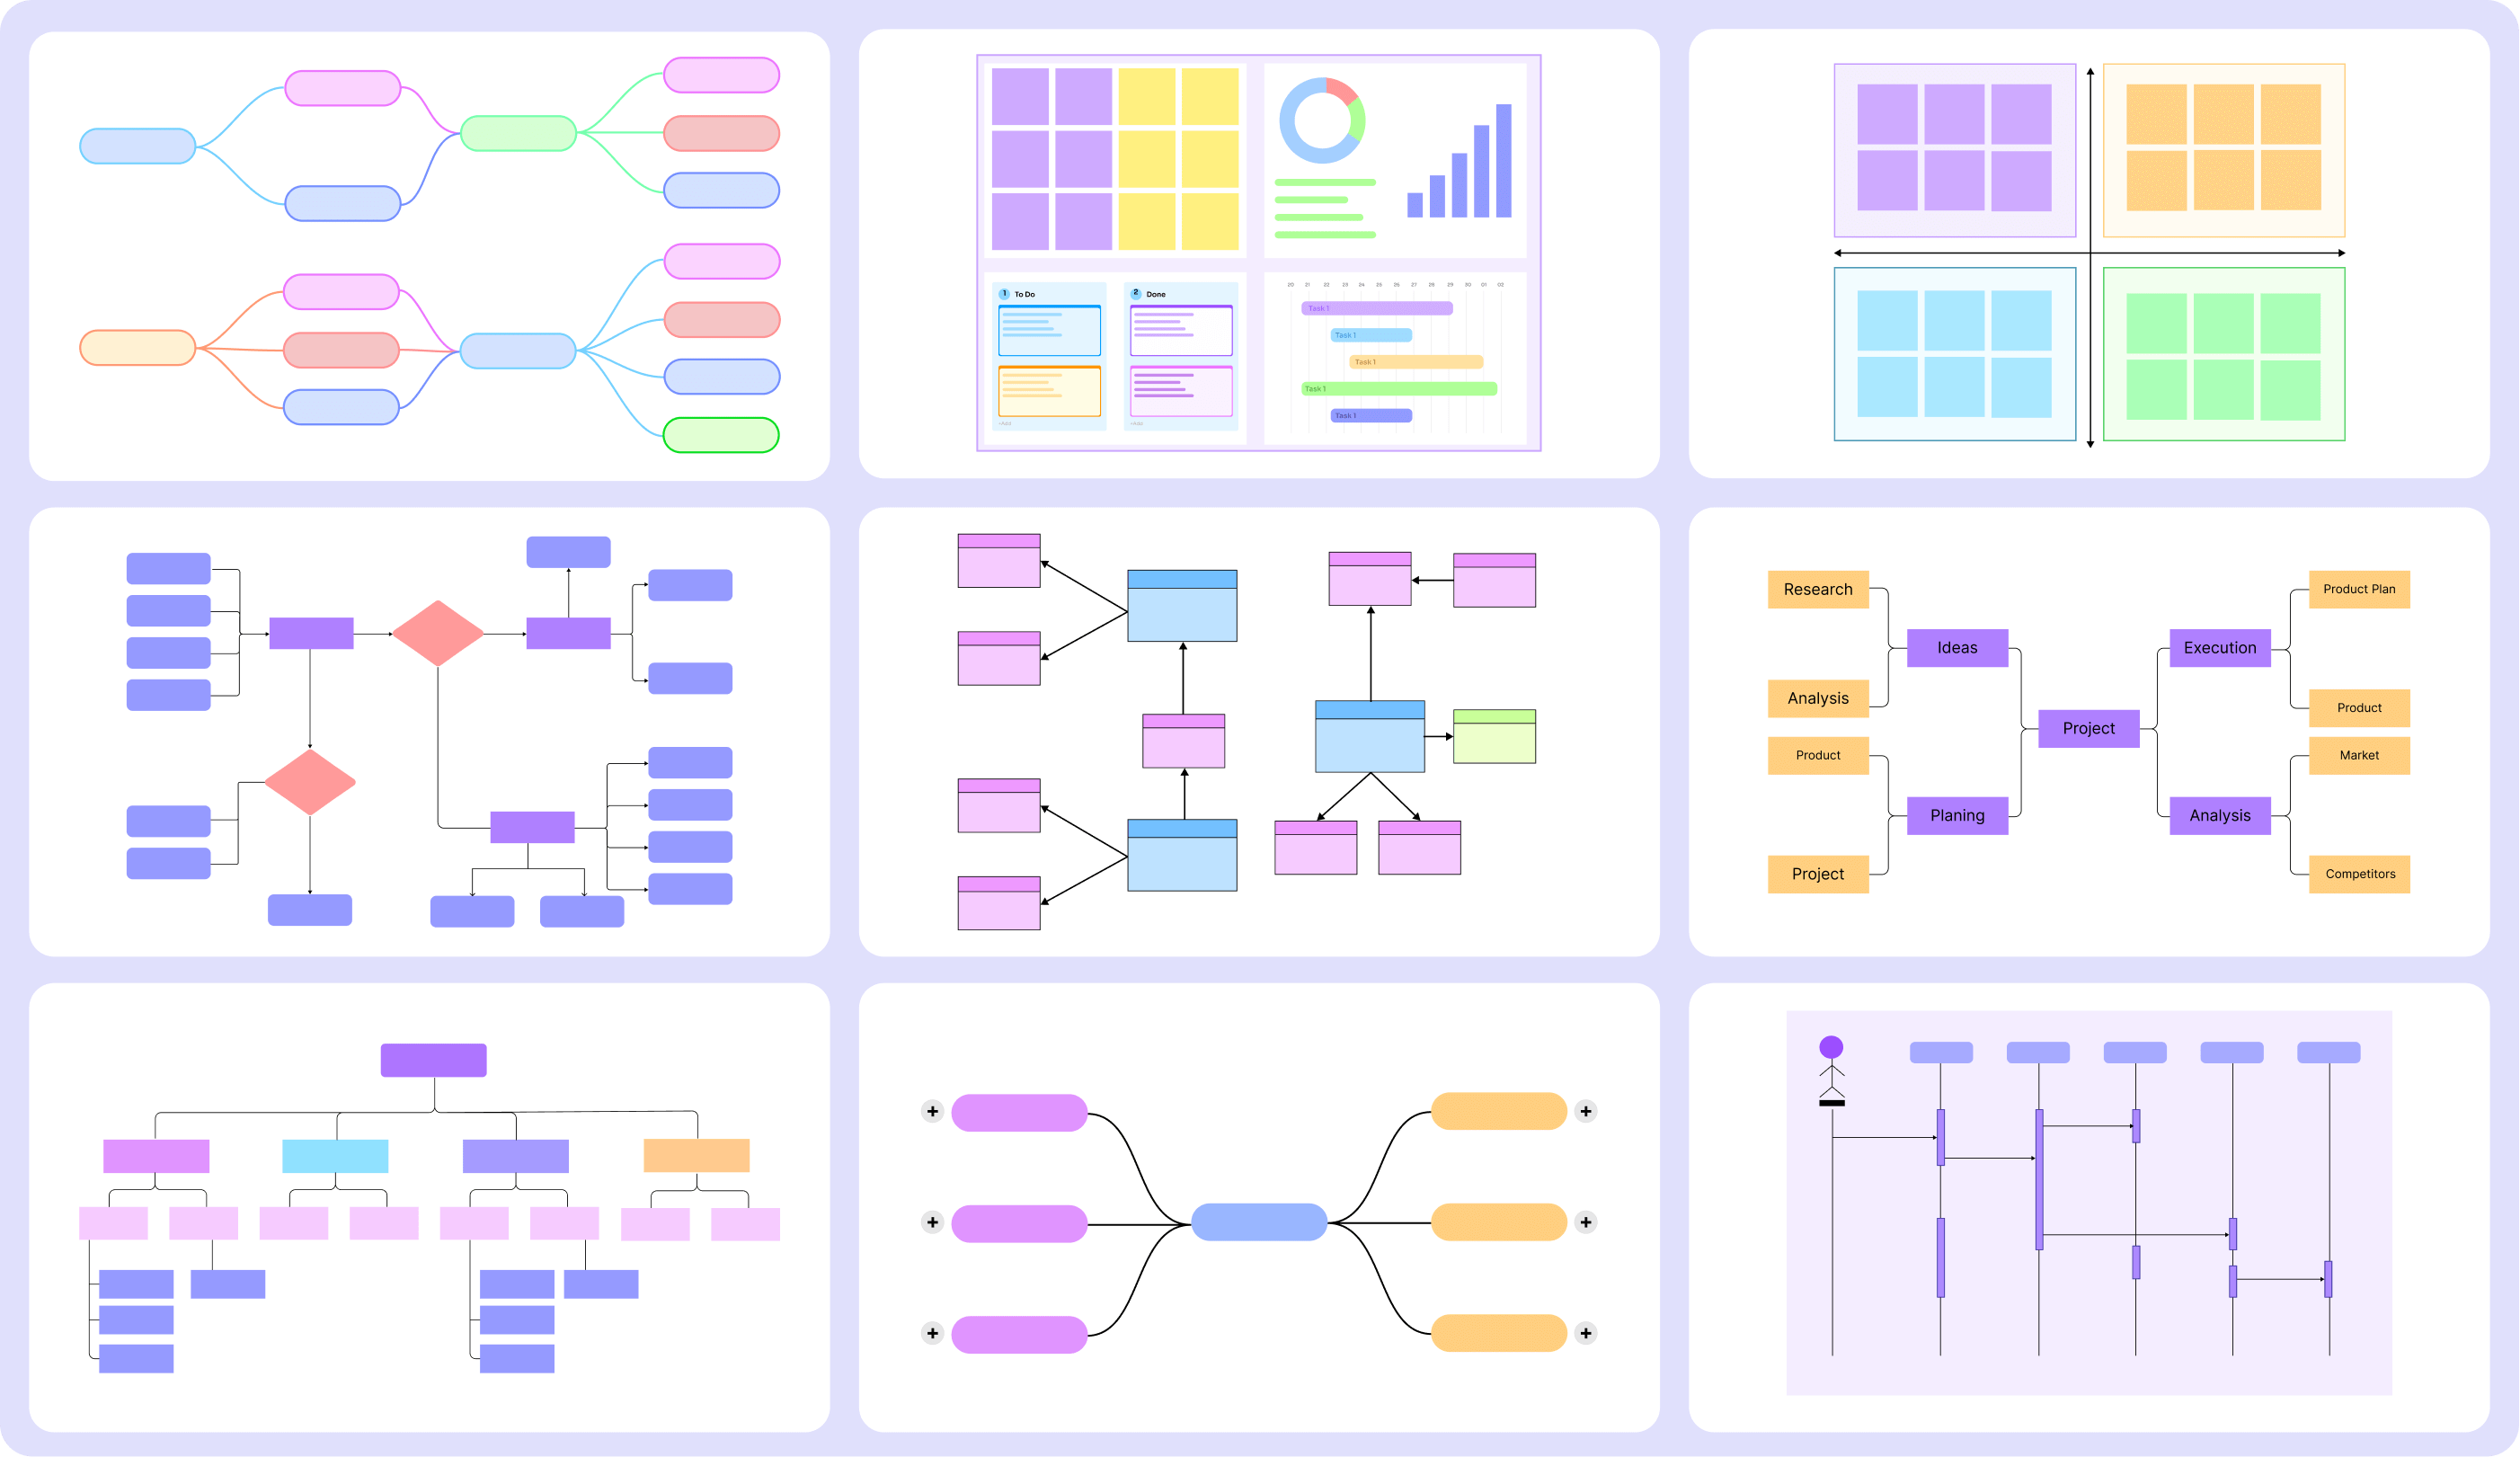 1 To Do
2 Done
+ Add
+ Add
20 21 22 23 24 25 26 27 28 29 30 01 02
Task 1
Task 1
Task 1
Task 1
Task 1
Research
Ideas
Analysis
Product
Planing
Project
Project
Execution
Product Plan
Product
Market
Analysis
Competitors